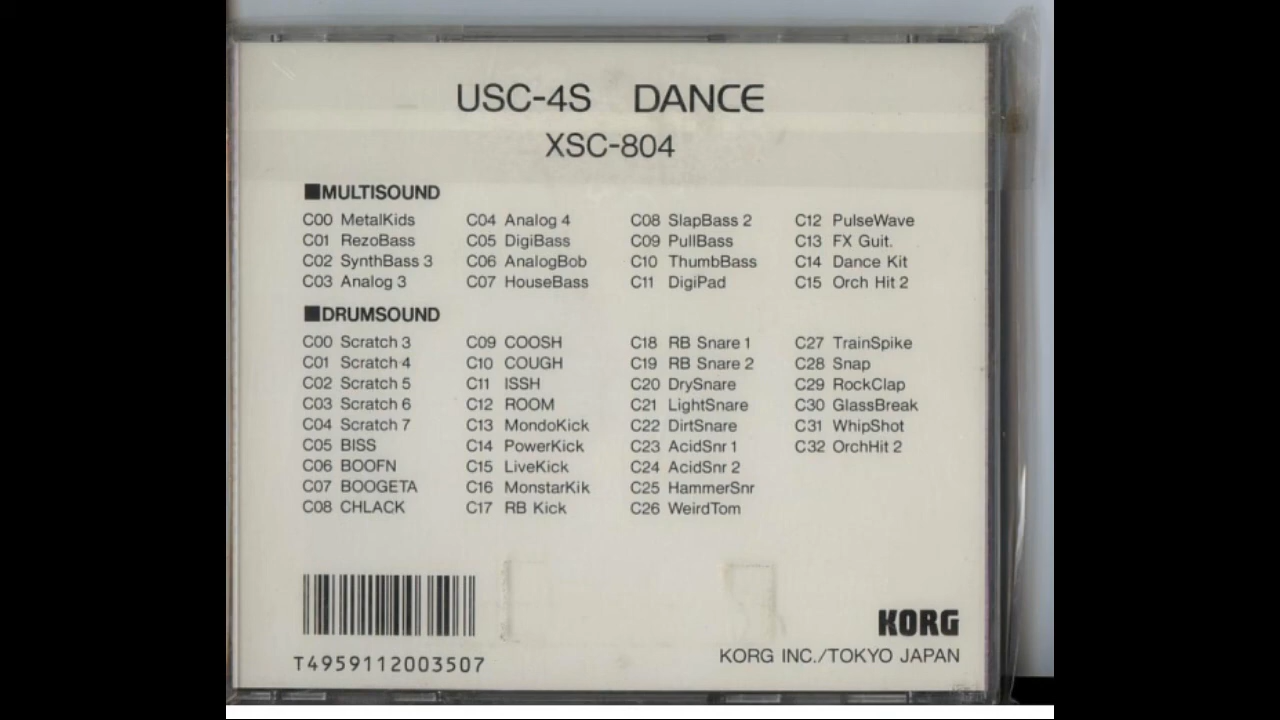 USC-4S DANCE
XSC-804
■MULTISOUND
C00 MetalKids C04 Analog 4 C08 SlapBass 2 C12 PulseWave
C01 RezoBass C05 DigiBass C09 PullBass C13 FX Guit.
C02 SynthBass 3 C06 AnalogBob C10 ThumbBass C14 Dance Kit
C03 Analog 3 C07 HouseBass C11 DigiPad C15 Orch Hit 2
■DRUMSOUND
C00 Scratch 3 C09 COOSH C18 RB Snare 1 C27 TrainSpike
C01 Scratch 4 C10 COUGH C19 RB Snare 2 C28 Snap
C02 Scratch 5 C11 ISSH C20 DrySnare C29 RockClap
C03 Scratch 6 C12 ROOM C21 LightSnare C30 GlassBreak
C04 Scratch 7 C13 MondoKick C22 DirtSnare C31 WhipShot
C05 BISS C14 PowerKick C23 AcidSnr 1 C32 OrchHit 2
C06 BOOFN C15 LiveKick C24 AcidSnr 2
C07 BOOGETA C16 MonstarKik C25 HammerSnr
C08 CHLACK C17 RB Kick C26 WeirdTom
KORG
KORG INC./TOKYO JAPAN
T4959112003507